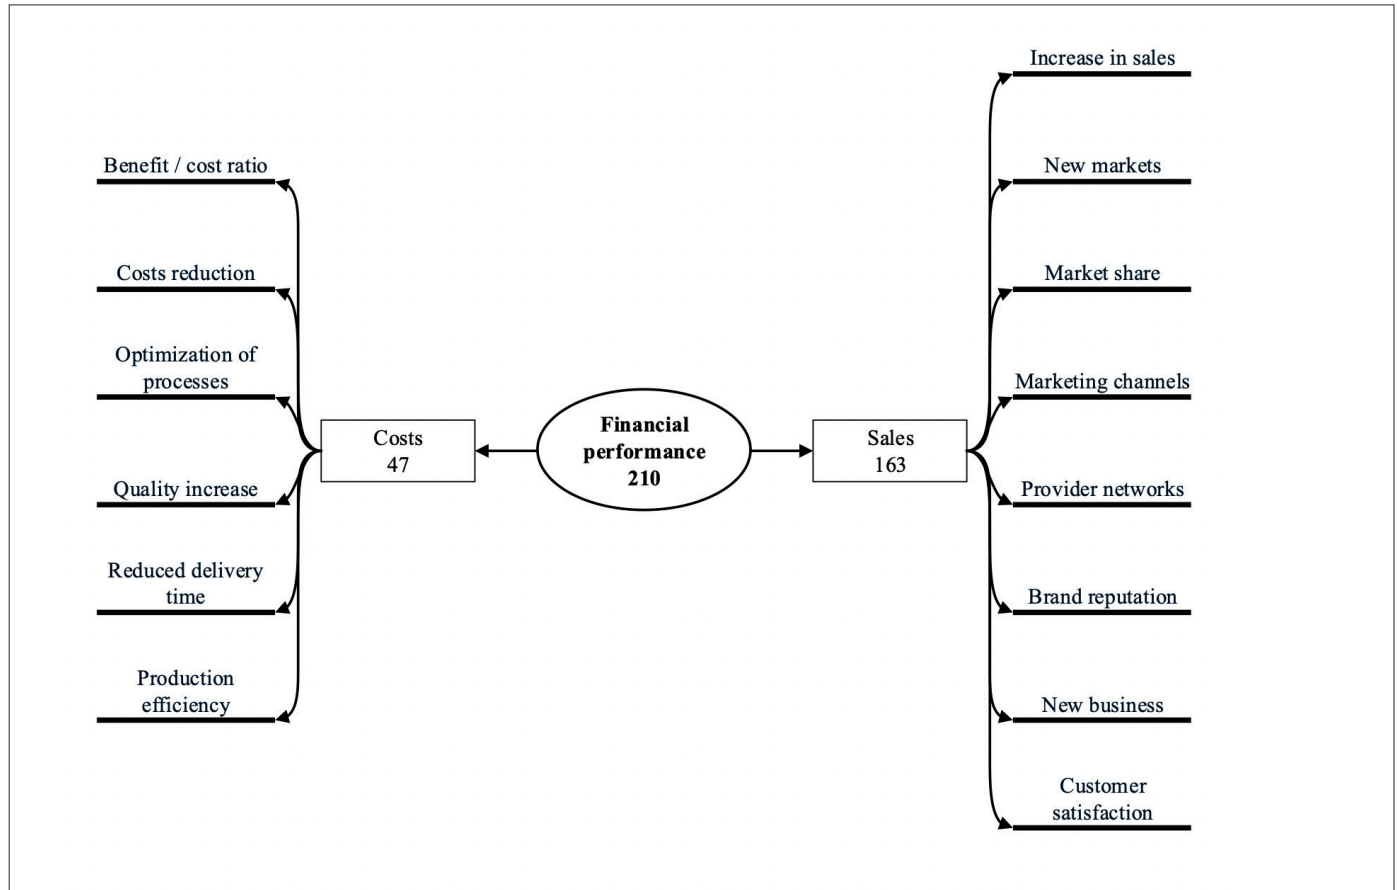 Benefit / cost ratio
Costs reduction
Optimization of
processes
Quality increase
Reduced delivery
time
Production
efficiency
Costs
47
Financial
performance
210
Sales
163
Increase in sales
New markets
Market share
Marketing channels
Provider networks
Brand reputation
New business
Customer
satisfaction